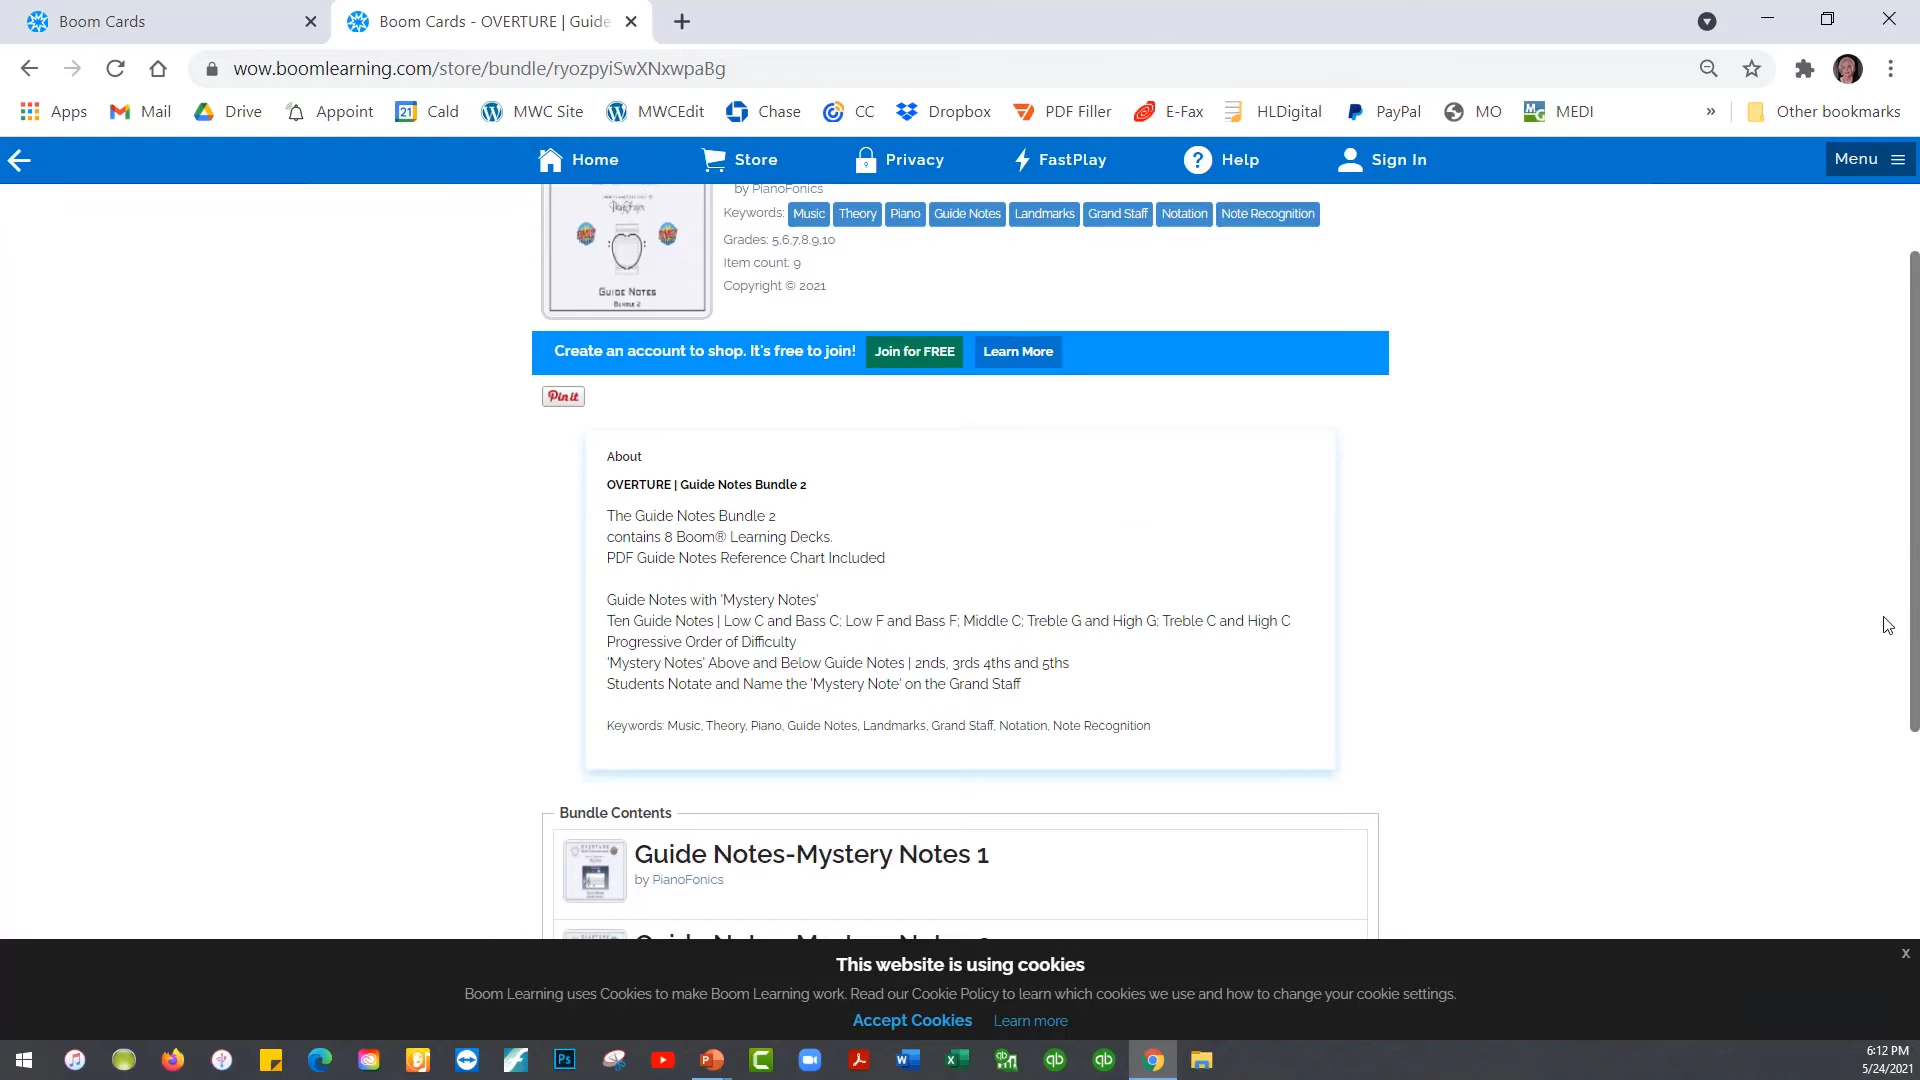 Boom Cards
Boom Cards - OVERTURE | Guide
wow.boomlearning.com/store/bundle/ryozpyiSwXNxwpaBg
Apps
Mail
Drive
Appoint
21
Cald
MWC Site
MWCEdit
Chase
CC
Dropbox
PDF Filler
E-Fax
HLDigital
PayPal
MO
MEDI
»
Other bookmarks
Home
Store
Privacy
FastPlay
Help
Sign In
Menu
by PianoFonics
Keywords: Music Theory Piano Guide Notes Landmarks Grand Staff Notation Note Recognition
Grades: 5,6,7,8,9,10
Item count: 9
Copyright © 2021
Guide Notes
Bundle 2
Create an account to shop. It's free to join! Join for FREE Learn More
Pin it
About
OVERTURE | Guide Notes Bundle 2
The Guide Notes Bundle 2
contains 8 Boom® Learning Decks.
PDF Guide Notes Reference Chart Included
Guide Notes with 'Mystery Notes'
Ten Guide Notes | Low C and Bass C; Low F and Bass F; Middle C; Treble G and High G; Treble C and High C
Progressive Order of Difficulty
'Mystery Notes' Above and Below Guide Notes | 2nds, 3rds 4ths and 5ths
Students Notate and Name the 'Mystery Note' on the Grand Staff
Keywords: Music, Theory, Piano, Guide Notes, Landmarks, Grand Staff, Notation, Note Recognition
Bundle Contents
Guide Notes-Mystery Notes 1
by PianoFonics
This website is using cookies
x
Boom Learning uses Cookies to make Boom Learning work. Read our Cookie Policy to learn which cookies we use and how to change your cookie settings.
Accept Cookies Learn more
6:12 PM
5/24/2021